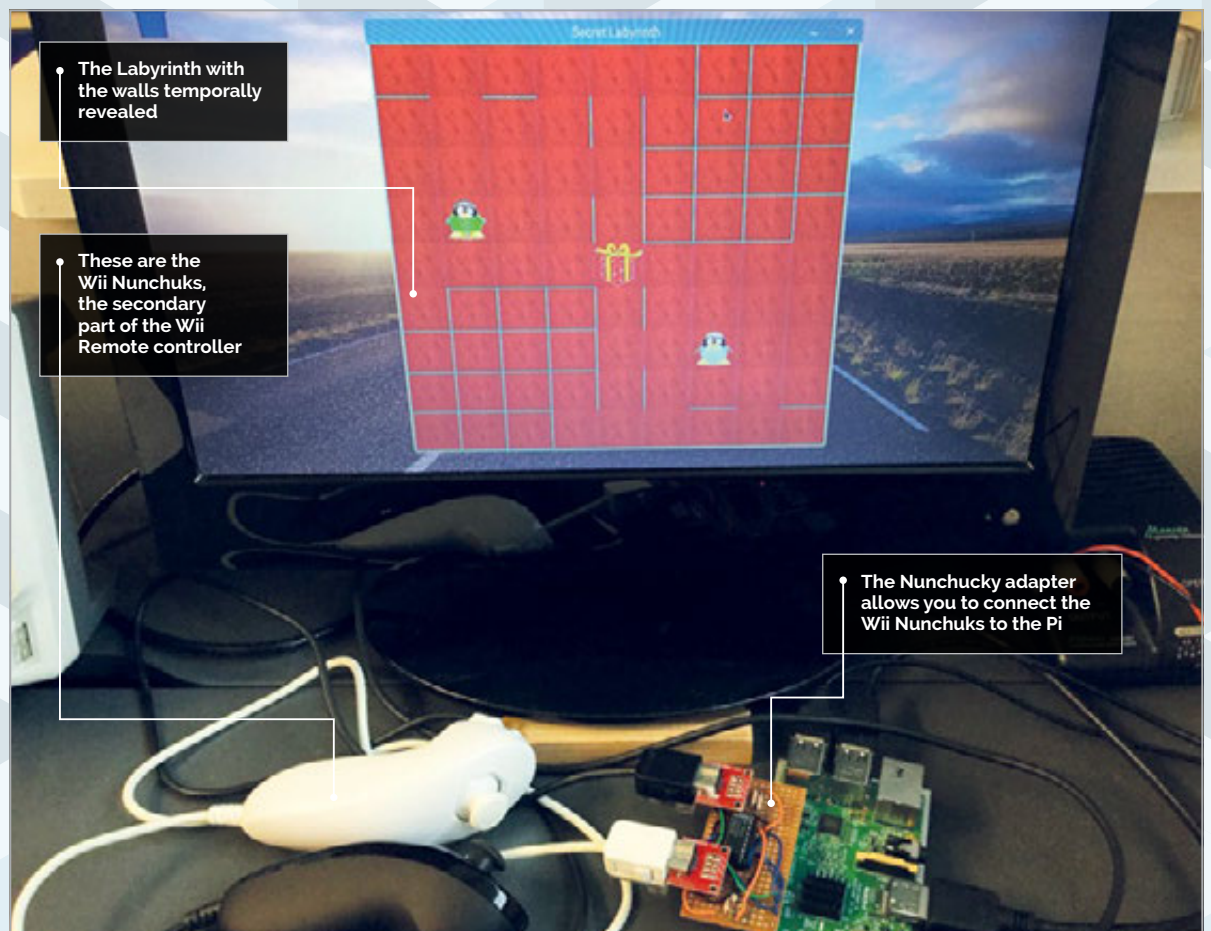 Secret Labyrinth
The Labyrinth with
the walls temporally
revealed
These are the
Wii Nunchuks,
the secondary
part of the Wii
Remote controller
The Nunchucky adapter
allows you to connect the
Wii Nunchuks to the Pi